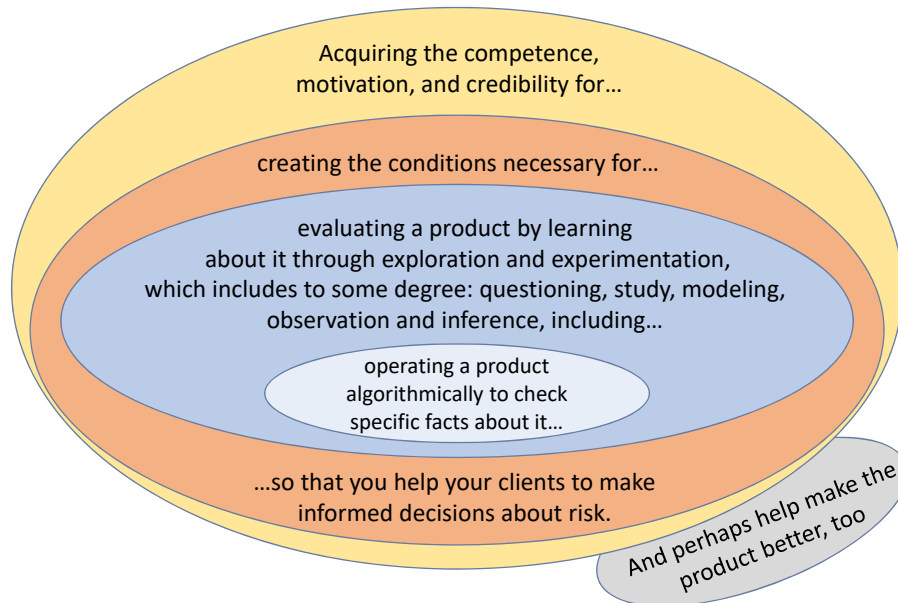 Acquiring the competence,
motivation, and credibility for…
creating the conditions necessary for…
evaluating a product by learning
about it through exploration and experimentation,
which includes to some degree: questioning, study, modeling,
observation and inference, including…
operating a product
algorithmically to check
specific facts about it…
…so that you help your clients to make
informed decisions about risk.
And perhaps help make the
product better, too